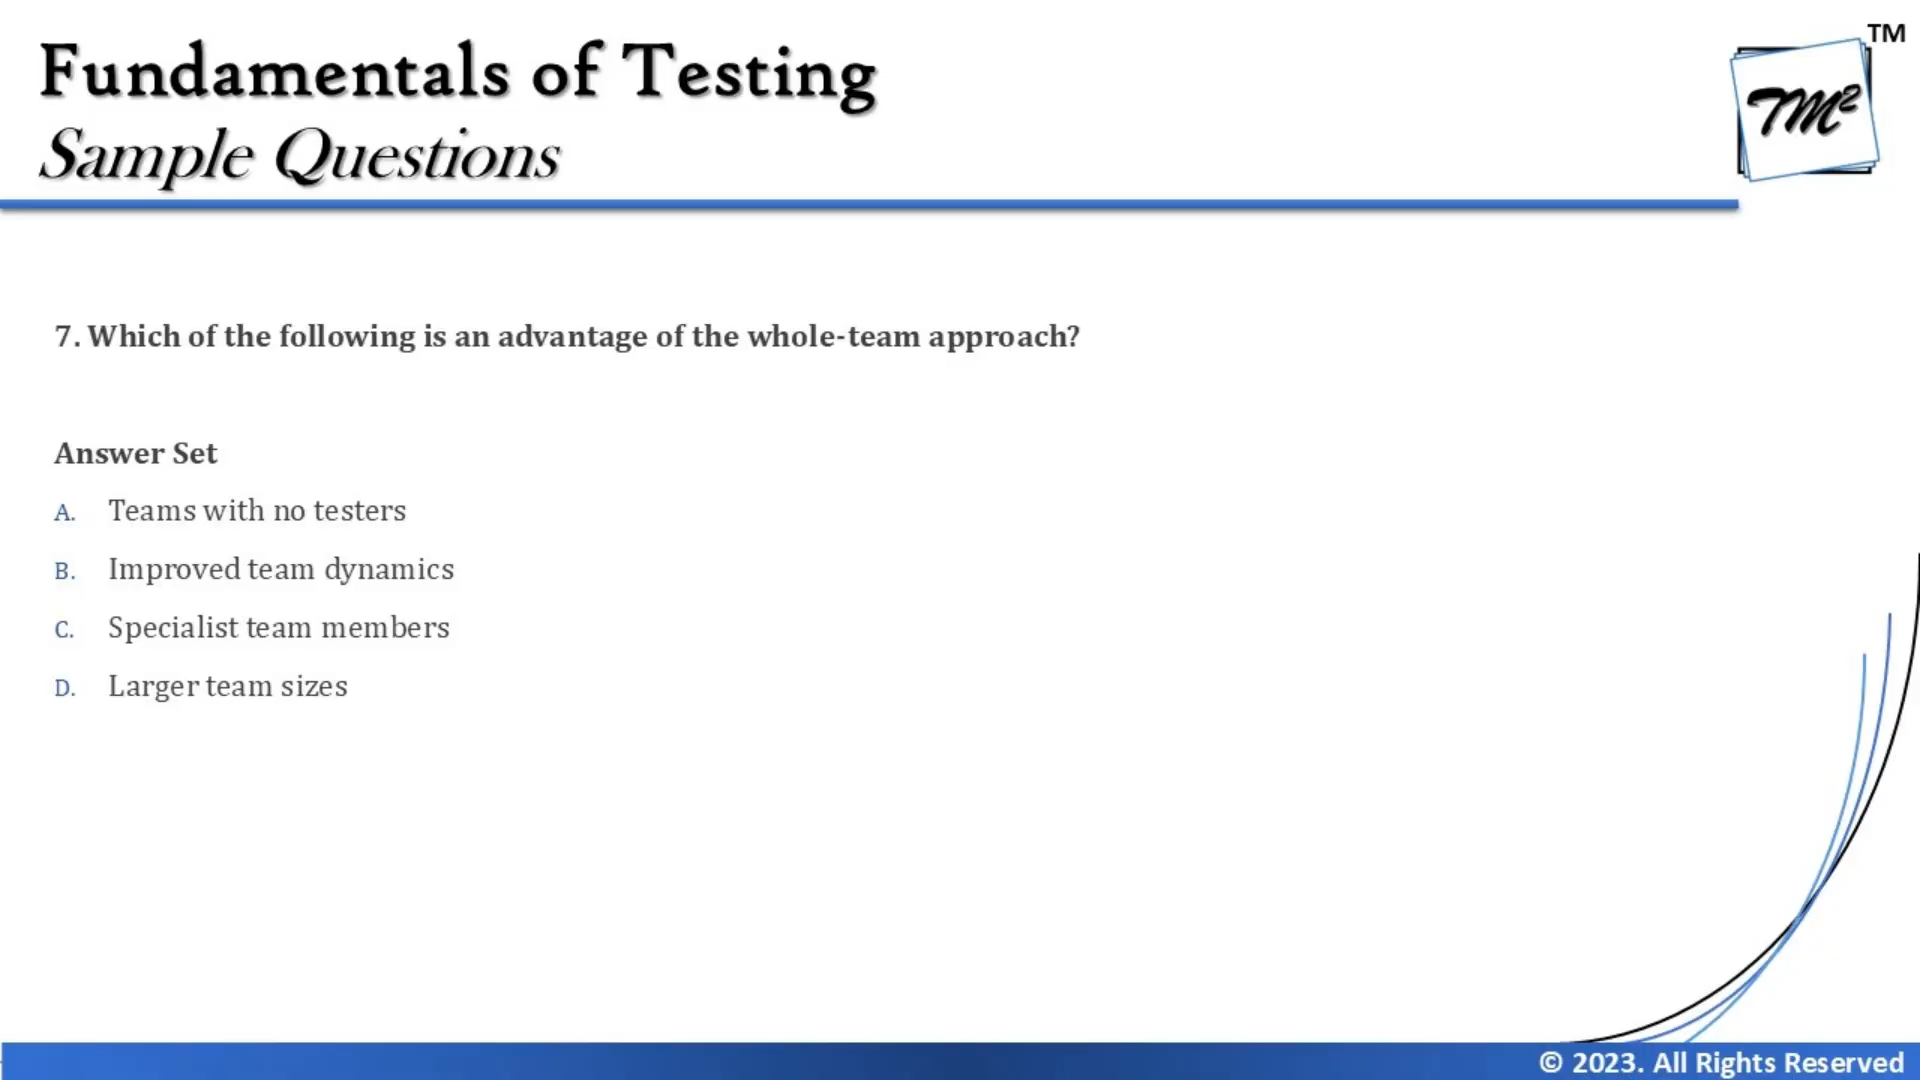 Fundamentals of Testing
Sample Questions
TM
TM²
7. Which of the following is an advantage of the whole-team approach?
Answer Set
A. Teams with no testers
B. Improved team dynamics
C. Specialist team members
D. Larger team sizes
© 2023. All Rights Reserved